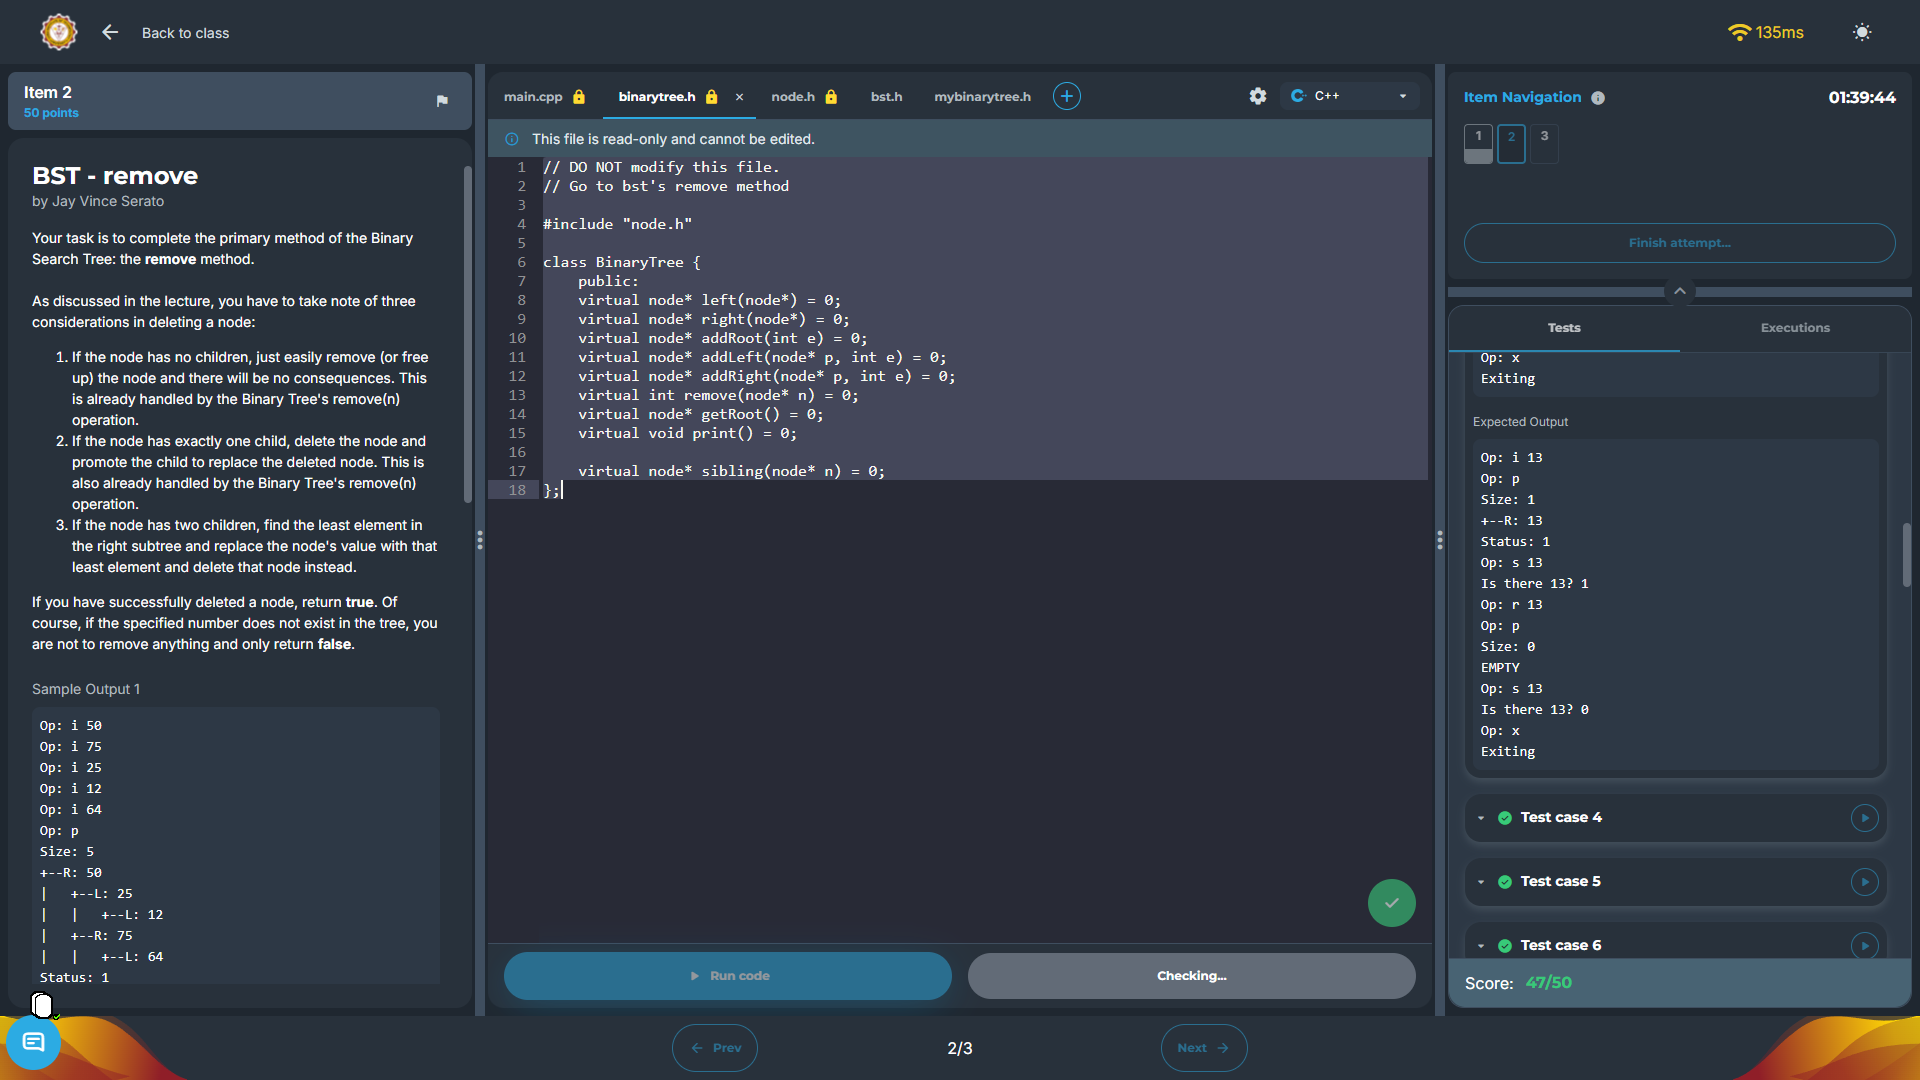 Back to class
135ms
Item 2
50 points
BST - remove
by Jay Vince Serato
Your task is to complete the primary method of the Binary
Search Tree: the remove method.
As discussed in the lecture, you have to take note of three
considerations in deleting a node:
1. If the node has no children, just easily remove (or free
up) the node and there will be no consequences. This
is already handled by the Binary Tree's remove(n)
operation.
2. If the node has exactly one child, delete the node and
promote the child to replace the deleted node. This is
also already handled by the Binary Tree's remove(n)
operation.
3. If the node has two children, find the least element in
the right subtree and replace the node's value with that
least element and delete that node instead.
If you have successfully deleted a node, return true. Of
course, if the specified number does not exist in the tree, you
are not to remove anything and only return false.
Sample Output 1
Op: i 50
Op: i 75
Op: i 25
Op: i 12
Op: i 64
Op: p
Size: 5
+--R: 50
|   +--L: 25
|   |   +--L: 12
|   +--R: 75
|   |   +--L: 64
Status: 1
main.cpp
binarytree.h
node.h
bst.h
mybinarytree.h
C++
This file is read-only and cannot be edited.
1 // DO NOT modify this file.
2 // Go to bst's remove method
3
4 #include "node.h"
5
6 class BinaryTree {
7     public:
8     virtual node* left(node*) = 0;
9     virtual node* right(node*) = 0;
10     virtual node* addRoot(int e) = 0;
11     virtual node* addLeft(node* p, int e) = 0;
12     virtual node* addRight(node* p, int e) = 0;
13     virtual int remove(node* n) = 0;
14     virtual node* getRoot() = 0;
15     virtual void print() = 0;
16
17     virtual node* sibling(node* n) = 0;
18 };
Run code
Checking...
Prev
2/3
Next
Item Navigation
01:39:44
1 2 3
Finish attempt...
Tests
Executions
Op: x
Exiting
Expected Output
Op: i 13
Op: p
Size: 1
+--R: 13
Status: 1
Op: s 13
Is there 13? 1
Op: r 13
Op: p
Size: 0
EMPTY
Op: s 13
Is there 13? 0
Op: x
Exiting
Test case 4
Test case 5
Test case 6
Score: 47/50